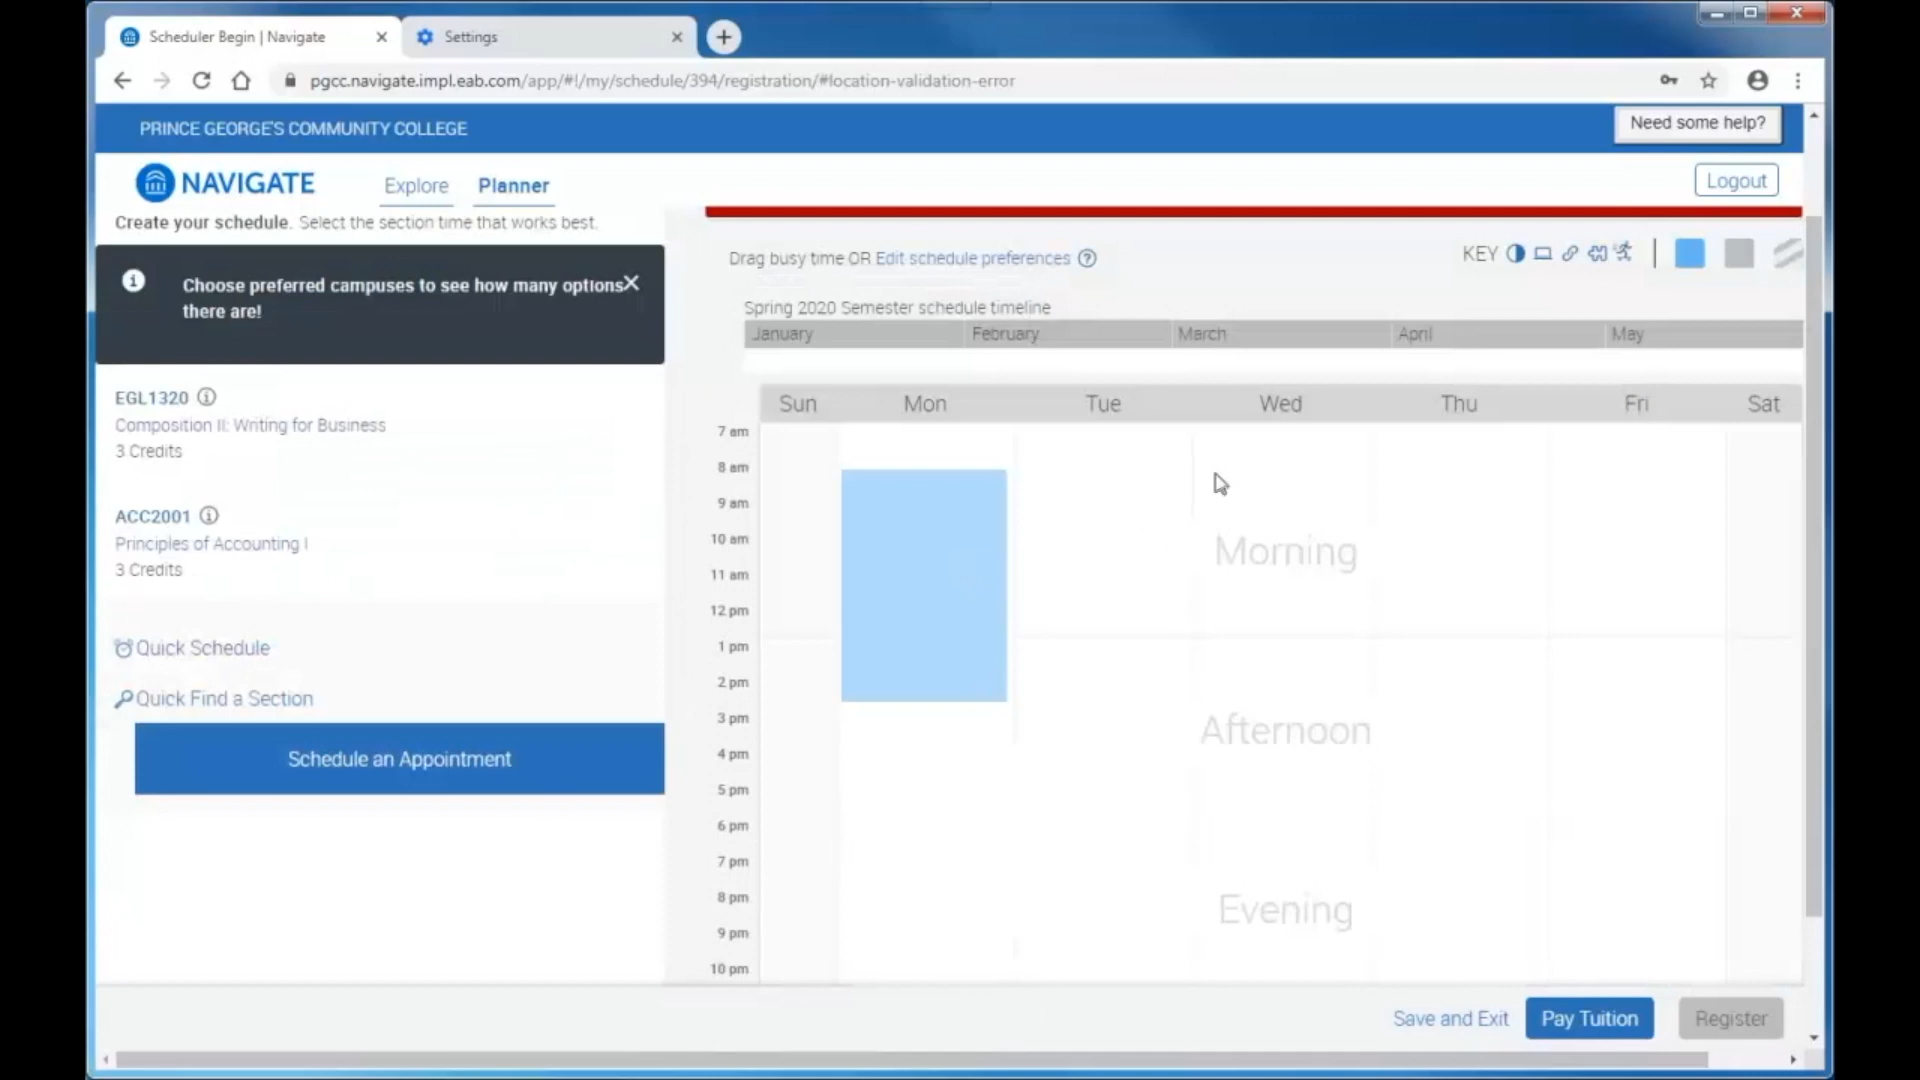 Scheduler Begin | Navigate
Settings
pgcc.navigate.impl.eab.com/app/#!/my/schedule/394/registration/#location-validation-error
PRINCE GEORGE'S COMMUNITY COLLEGE
Need some help?
NAVIGATE
Explore
Planner
Logout
Create your schedule. Select the section time that works best.
Choose preferred campuses to see how many options
there are!
EGL1320
Composition II: Writing for Business
3 Credits
ACC2001
Principles of Accounting I
3 Credits
Quick Schedule
Quick Find a Section
Schedule an Appointment
Drag busy time OR Edit schedule preferences
KEY
Spring 2020 Semester schedule timeline
January February March April May
Sun Mon Tue Wed Thu Fri Sat
7 am
8 am
9 am
10 am
Morning
11 am
12 pm
1 pm
2 pm
3 pm
Afternoon
4 pm
5 pm
6 pm
7 pm
8 pm
Evening
9 pm
10 pm
Save and Exit
Pay Tuition
Register